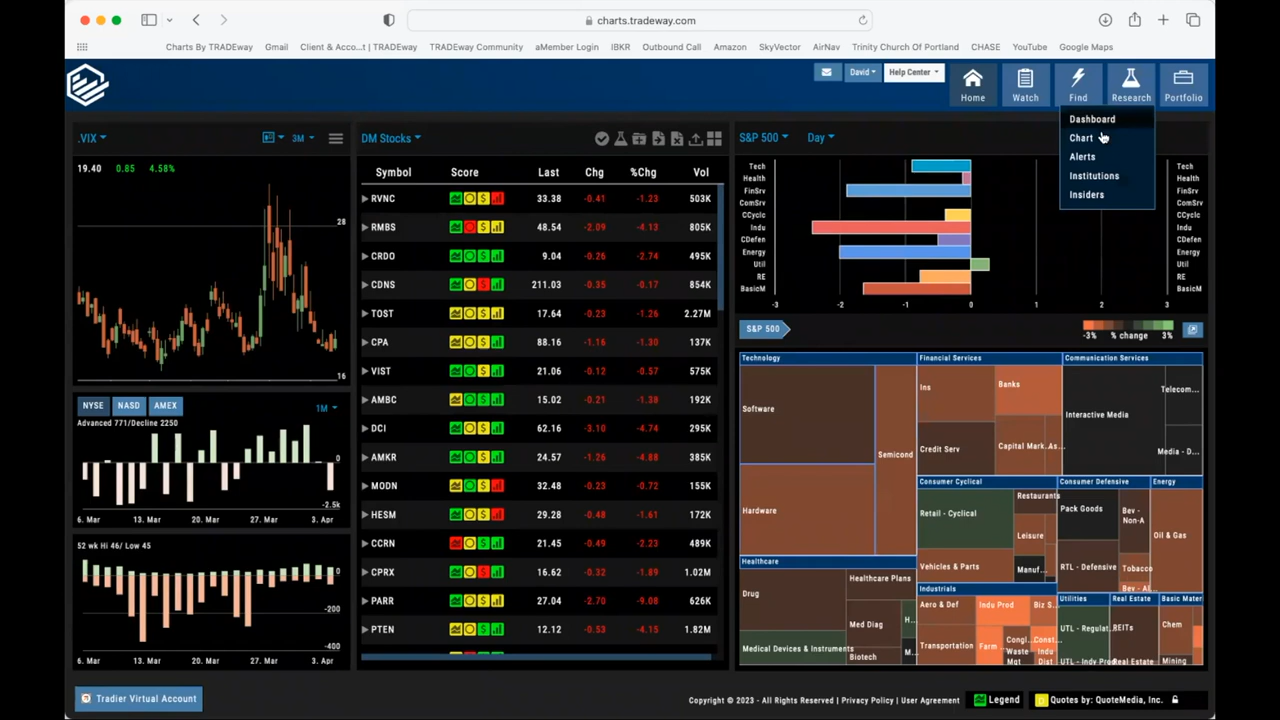 charts.tradeway.com
Charts By TRADEway
Gmail
Client & Acco...t | TRADEway
TRADEway Community
aMember Login
IBKR
Outbound Call
Amazon
SkyVector
AirNav
Trinity Church Of Portland
CHASE
YouTube
Google Maps
David
Help Center
Home
Watch
Find
Research
Portfolio
Dashboard
Chart
Alerts
Institutions
Insiders
.VIX
3M
19.40 0.85 4.58%
28
16
NYSE NASD AMEX 1M
Advanced 771/Decline 2250
0
-2.5k
6. Mar 13. Mar 20. Mar 27. Mar 3. Apr
52 wk Hi 46/ Low 45
0
-200
-400
6. Mar 13. Mar 20. Mar 27. Mar 3. Apr
DM Stocks
Symbol Score Last Chg %Chg Vol
RVNC $ 33.38 -0.41 -1.23 503K
RMBS $ 48.54 -2.09 -4.13 805K
CRDO $ 9.04 -0.26 -2.74 495K
CDNS $ 211.03 -0.35 -0.17 854K
TOST $ 17.64 -0.23 -1.26 2.27M
CPA $ 88.16 -1.16 -1.30 137K
VIST $ 21.06 -0.12 -0.57 575K
AMBC $ 15.02 -0.21 -1.38 192K
DCI $ 62.16 -3.10 -4.74 295K
AMKR $ 24.57 -1.26 -4.88 385K
MODN $ 32.48 -0.23 -0.72 155K
HESM $ 29.28 -0.48 -1.61 172K
CCRN $ 21.45 -0.49 -2.23 489K
CPRX $ 16.62 -0.32 -1.89 1.02M
PARR $ 27.04 -2.70 -9.08 626K
PTEN $ 12.12 -0.53 -4.15 1.82M
S&P 500 Day
Tech Tech
Health Health
FinSrv FinSrv
ComSrv ComSrv
CCyclc CCyclc
Indu Indu
CDefen CDefen
Energy Energy
Util Util
RE RE
BasicM BasicM
-3 -2 -1 0 1 2 3
S&P 500
-3% % change 3%
Technology
Software
Semicond
Hardware
Financial Services
Ins
Banks
Credit Serv
Capital Mark..As...
Communication Services
Interactive Media
Telecom...
Media - D...
Consumer Cyclical
Retail - Cyclical
Restaurants
Leisure
Vehicles & Parts
Manuf...
Consumer Defensive
Pack Goods
Bev -
Non-A
RTL - Defensive
Tobacco
Bev - Al...
Energy
Oil & Gas
Healthcare
Drug
Healthcare Plans
Med Diag
H...
Medical Devices & Instruments
Biotech
M...
Industrials
Aero & Def
Indu Prod
Biz S...
Transportation
Farm ...
Congl...
Waste
Mgt
Const...
Indu
Dist
Utilities
UTL - Regulat...
UTL - Indy Prod
Real Estate
REITs
Real Estate
Basic Mater
Chem
Mining
Tradier Virtual Account
Copyright © 2023 - All Rights Reserved | Privacy Policy | User Agreement
Legend
D Quotes by: QuoteMedia, Inc.